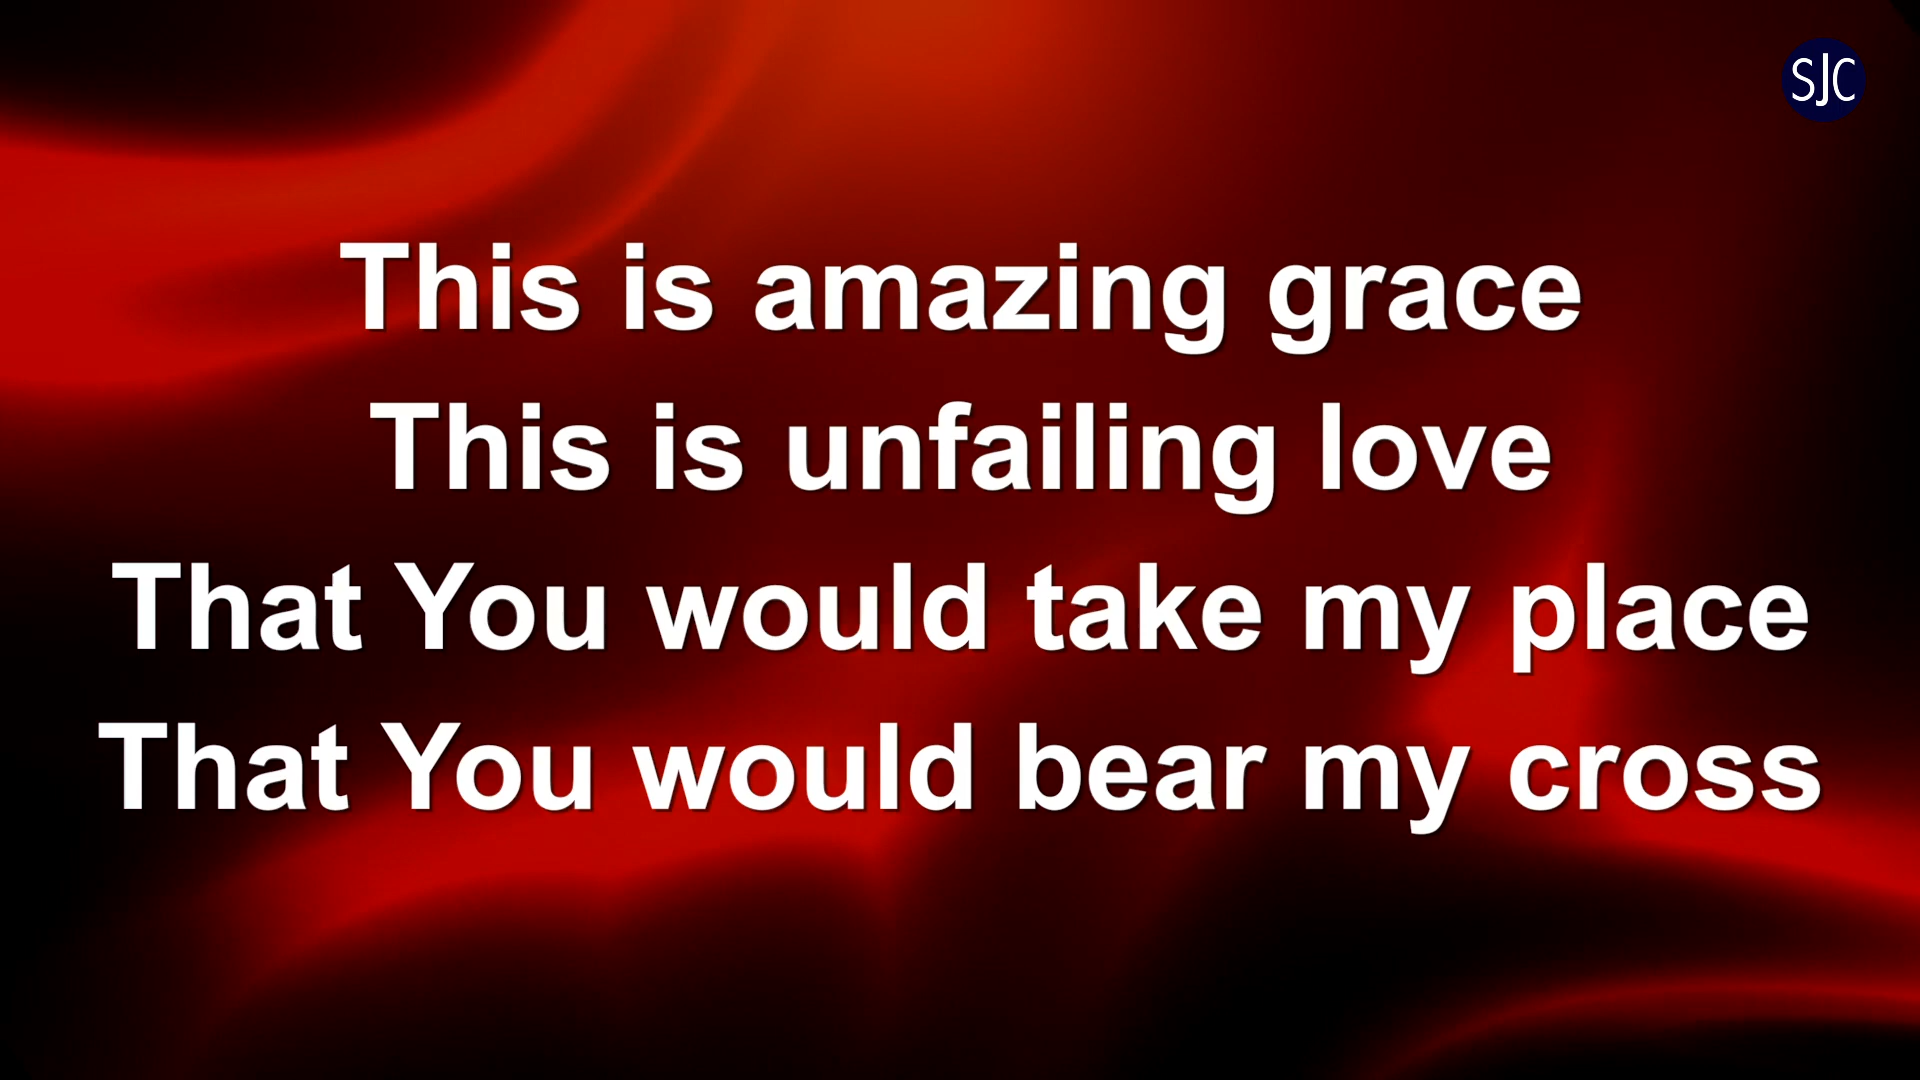 SJC
This is amazing grace
This is unfailing love
That You would take my place
That You would bear my cross